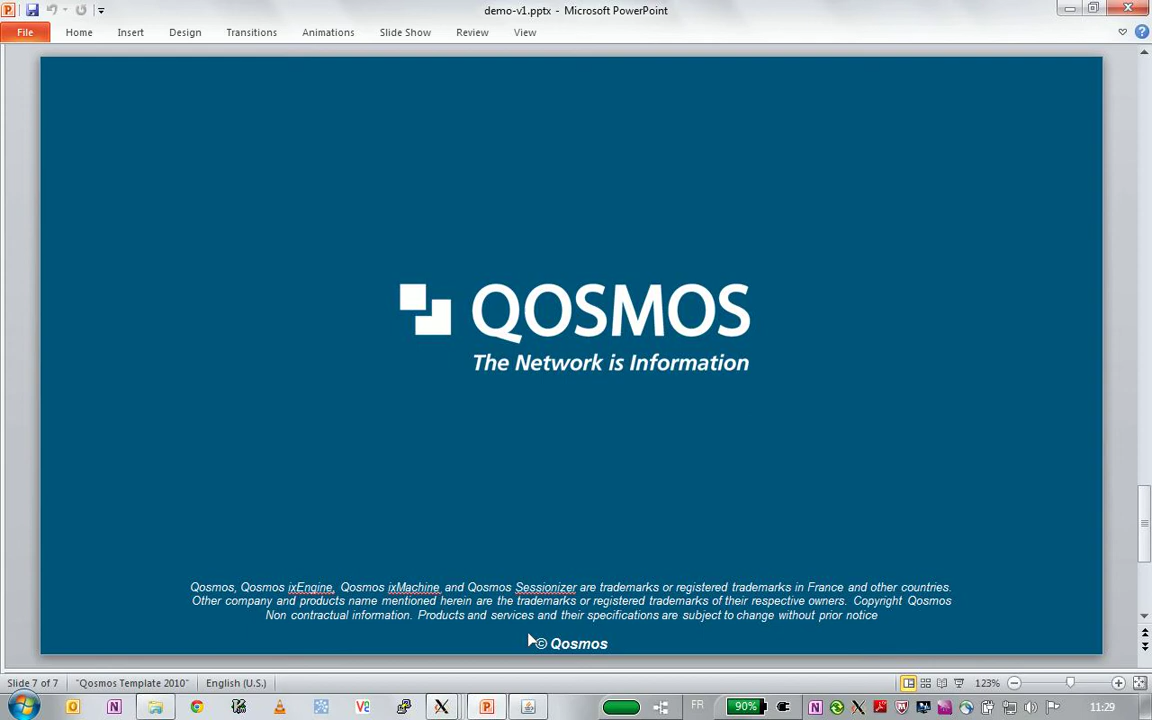 demo-v1.pptx - Microsoft PowerPoint
File Home Insert Design Transitions Animations Slide Show Review View
QOSMOS
The Network is Information
Qosmos, Qosmos ixEngine, Qosmos ixMachine and Qosmos Sessionizer are trademarks or registered trademarks in France and other countries.
Other company and products name mentioned herein are the trademarks or registered trademarks of their respective owners. Copyright Qosmos
Non contractual information. Products and services and their specifications are subject to change without prior notice
© Qosmos
Slide 7 of 7 "Qosmos Template 2010" English (U.S.) 123%
FR 90% 11:29